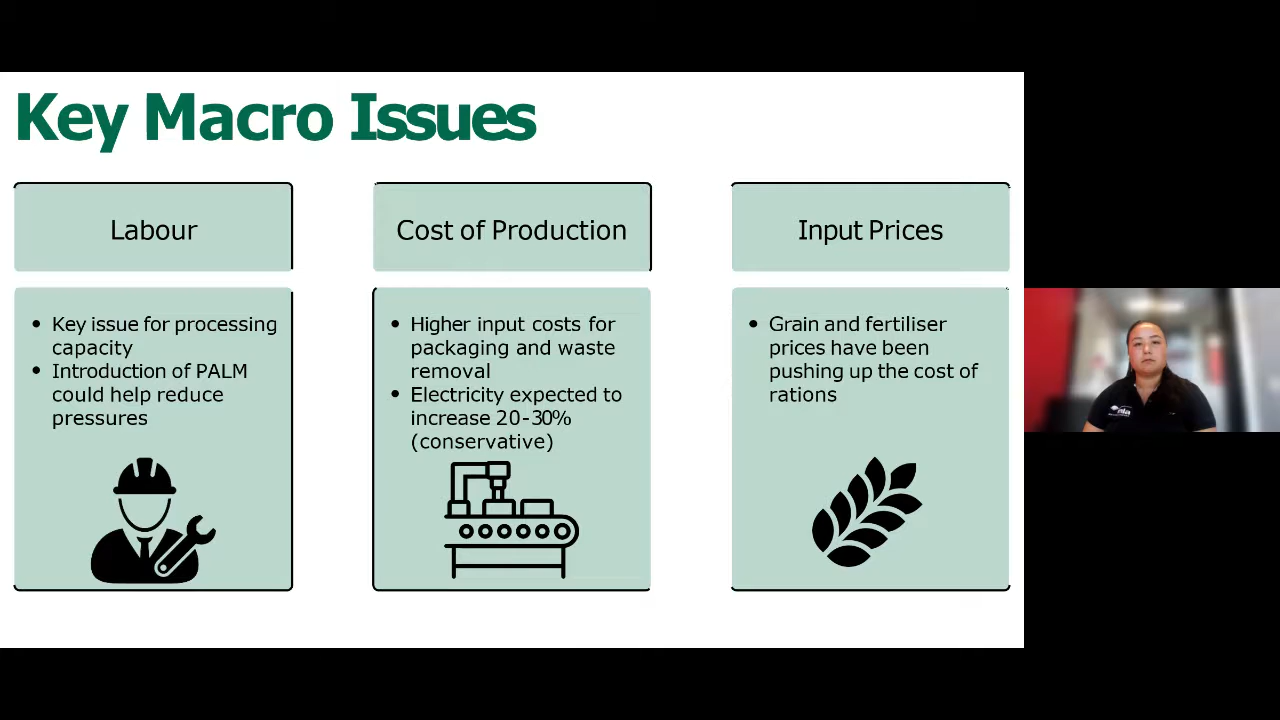 Key Macro Issues
Labour
Cost of Production
Input Prices
• Key issue for processing
capacity
• Introduction of PALM
could help reduce
pressures
• Higher input costs for
packaging and waste
removal
• Electricity expected to
increase 20-30%
(conservative)
• Grain and fertiliser
prices have been
pushing up the cost of
rations
mla